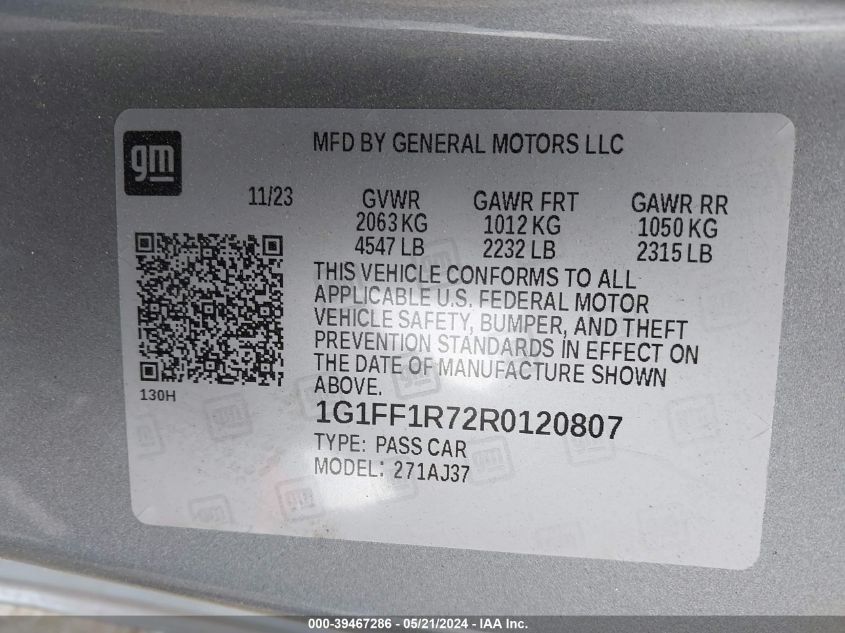 gm
MFD BY GENERAL MOTORS LLC
11/23
GVWR GAWR FRT GAWR RR
2063 KG 1012 KG 1050 KG
4547 LB 2232 LB 2315 LB
THIS VEHICLE CONFORMS TO ALL
APPLICABLE U.S. FEDERAL MOTOR
VEHICLE SAFETY, BUMPER, AND THEFT
PREVENTION STANDARDS IN EFFECT ON
THE DATE OF MANUFACTURE SHOWN
ABOVE.
130H
1G1FF1R72R0120807
TYPE: PASS CAR
MODEL: 271AJ37
000-39467286 - 05/21/2024 - IAA Inc.